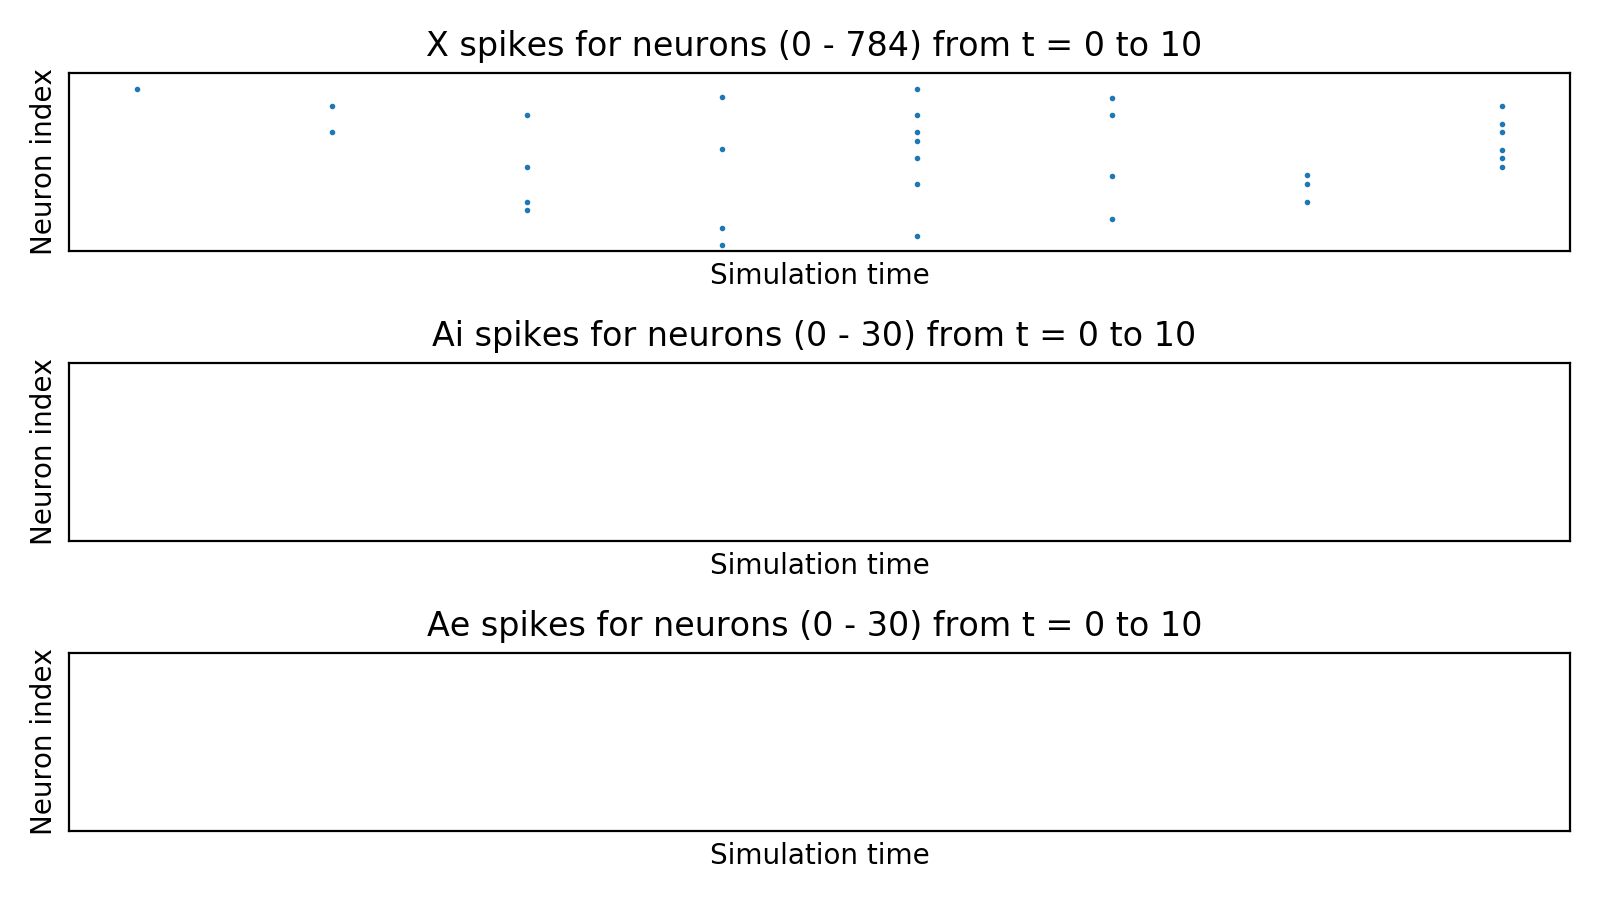 X spikes for neurons (0 - 784) from t = 0 to 10
Neuron index
Simulation time
Ai spikes for neurons (0 - 30) from t = 0 to 10
Neuron index
Simulation time
Ae spikes for neurons (0 - 30) from t = 0 to 10
Neuron index
Simulation time